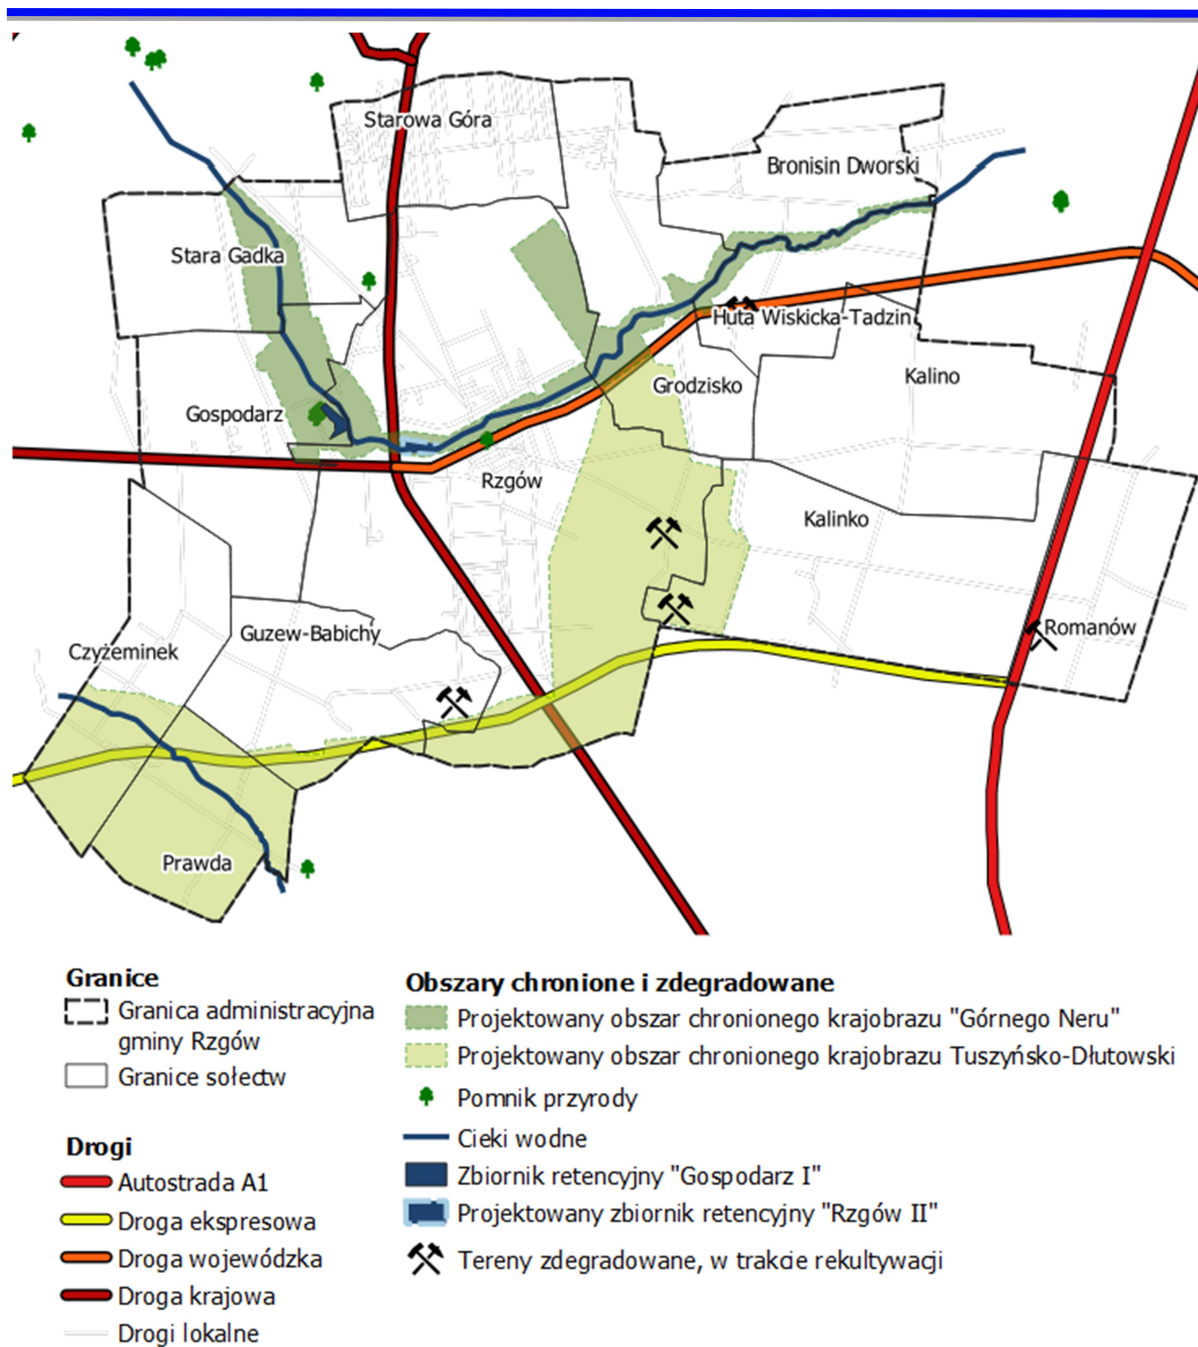 Starowa Góra
Bronisin Dworski
Stara Gadka
Huta Wiskicka-Tadzin
Grodzisko
Kalino
Gospodarz
Rzgów
Kalinko
Guzew-Babichy
Czyżeminek
Romanów
Prawda
Granice
Granica administracyjna
gminy Rzgów
Granice sołectw
Drogi
Autostrada A1
Droga ekspresowa
Droga wojewódzka
Droga krajowa
Drogi lokalne
Obszary chronione i zdegradowane
Projektowany obszar chronionego krajobrazu "Górnego Neru"
Projektowany obszar chronionego krajobrazu Tuszyńsko-Dłutowski
Pomnik przyrody
Cieki wodne
Zbiornik retencyjny "Gospodarz I"
Projektowany zbiornik retencyjny "Rzgów II"
Tereny zdegradowane, w trakcie rekultywacji